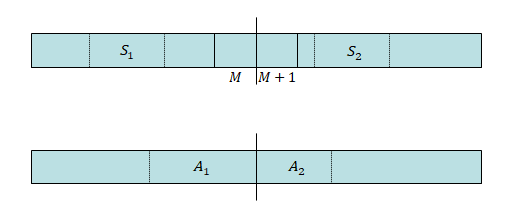 S₁ S₂
M M + 1
A₁ A₂